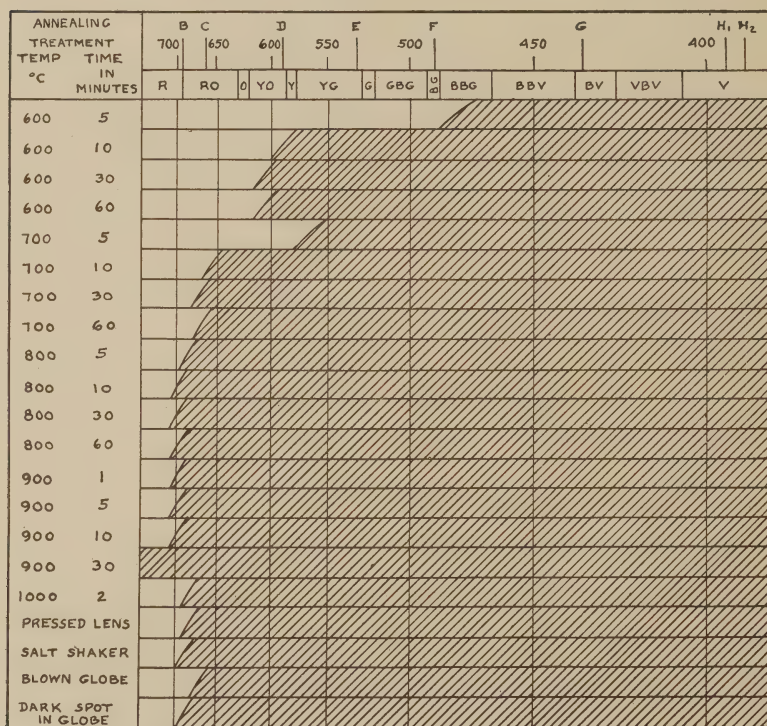 ANNEALING
TREATMENT
TEMP TIME
°C IN
MINUTES
B C D E F G H1 H2
700 650 600 550 500 450 400
R RO O YO Y YG G GBG BG BBG BBV BV VBV V
600 5
600 10
600 30
600 60
700 5
700 10
700 30
700 60
800 5
800 10
800 30
800 60
900 1
900 5
900 10
900 30
1000 2
PRESSED LENS
SALT SHAKER
BLOWN GLOBE
DARK SPOT
IN GLOBE